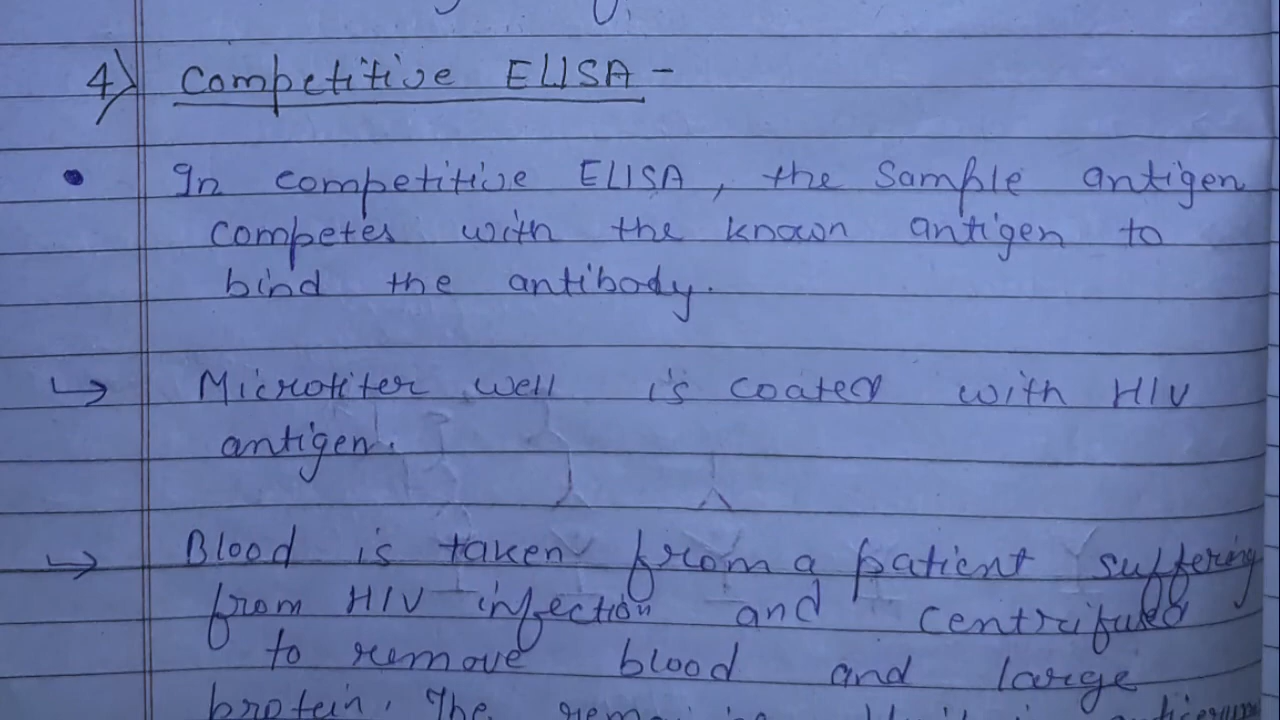 4) Competitive ELISA -
• In competitive ELISA, the Sample antigen
competes with the known antigen to
bind the antibody.
↳ Microtiter well is coated with HIV
antigen.
↳ Blood is taken from a patient suffering
from HIV infection and centrifuked
to remove blood and large
protein. The